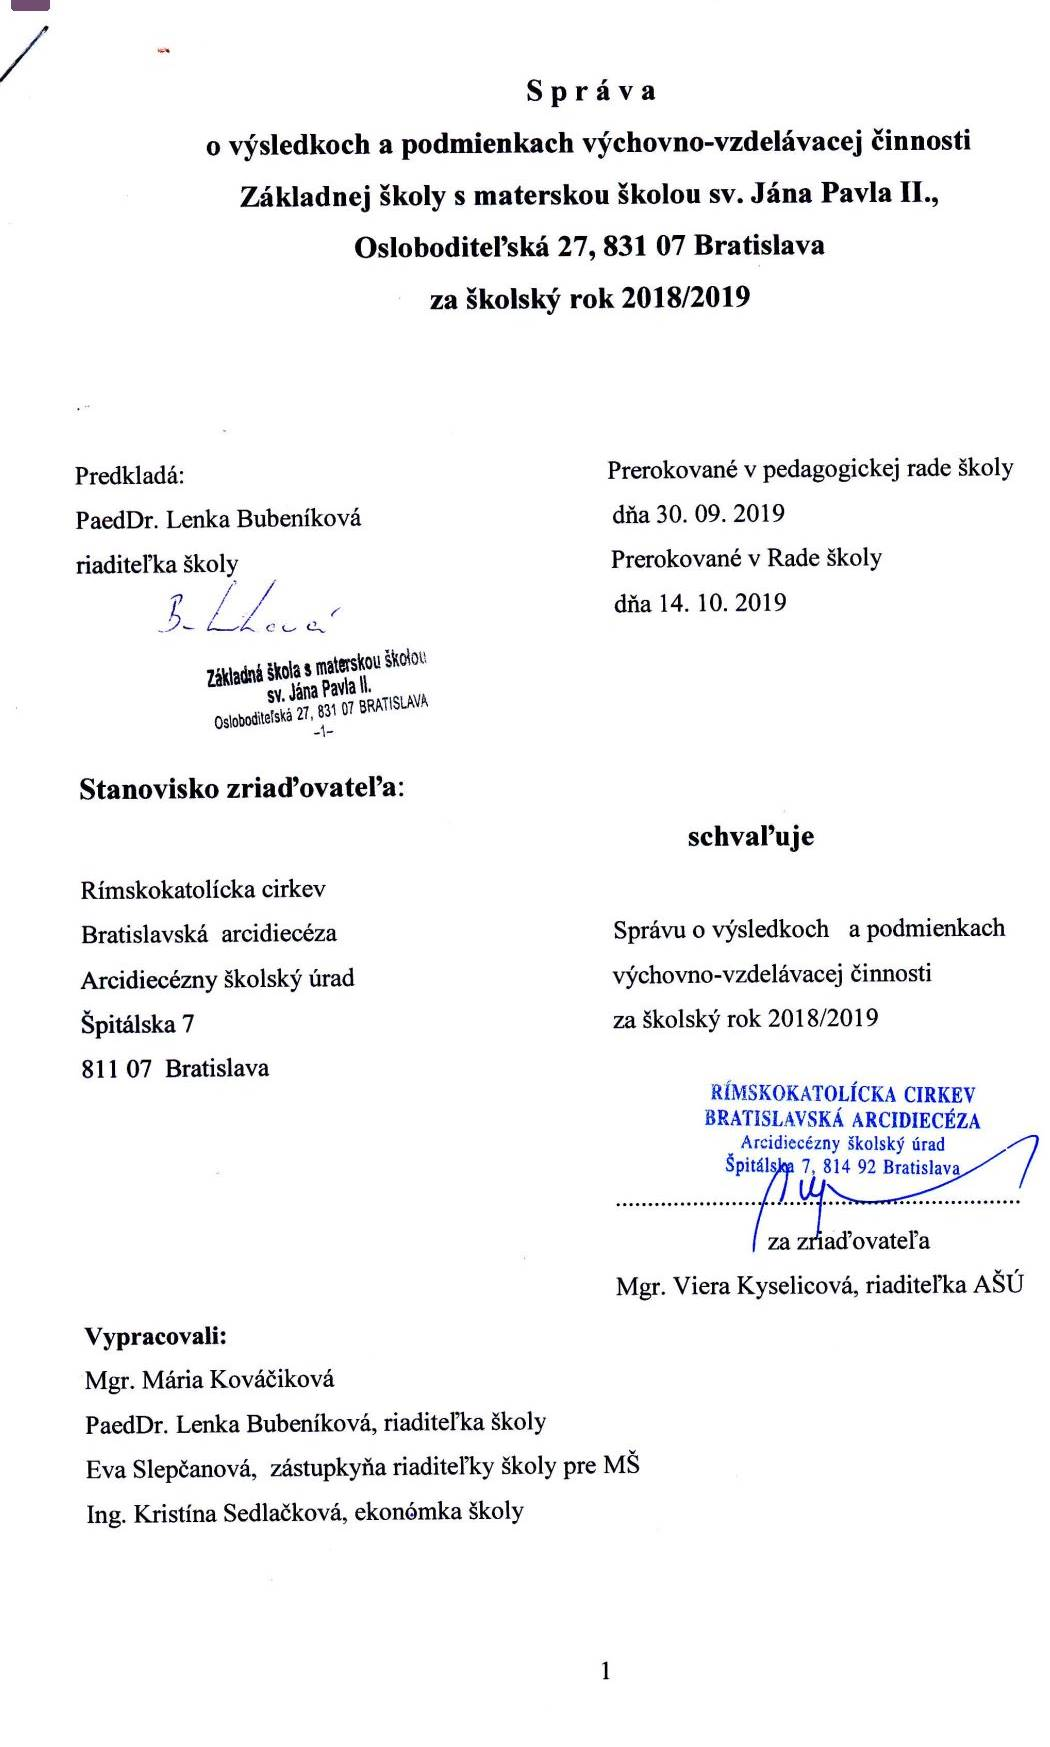 S p r á v a
o výsledkoch a podmienkach výchovno-vzdelávacej činnosti
Základnej školy s materskou školou sv. Jána Pavla II.,
Osloboditeľská 27, 831 07 Bratislava
za školský rok 2018/2019
Predkladá:
PaedDr. Lenka Bubeníková
riaditeľka školy
Prerokované v pedagogickej rade školy
dňa 30. 09. 2019
Prerokované v Rade školy
dňa 14. 10. 2019
Základná škola s materskou školou
sv. Jána Pavla II.
Osloboditeľská 27, 831 07 BRATISLAVA
-1-
Stanovisko zriaďovateľa:
schvaľuje
Rímskokatolícka cirkev
Bratislavská arcidiecéza
Arcidiecézny školský úrad
Špitálska 7
811 07 Bratislava
Správu o výsledkoch a podmienkach
výchovno-vzdelávacej činnosti
za školský rok 2018/2019
RÍMSKOKATOLÍCKA CIRKEV
BRATISLAVSKÁ ARCIDIECÉZA
Arcidiecézny školský úrad
Špitálska 7, 814 92 Bratislava
za zriaďovateľa
Mgr. Viera Kyselicová, riaditeľka AŠÚ
Vypracovali:
Mgr. Mária Kováčiková
PaedDr. Lenka Bubeníková, riaditeľka školy
Eva Slepčanová, zástupkyňa riaditeľky školy pre MŠ
Ing. Kristína Sedlačková, ekonómka školy
1